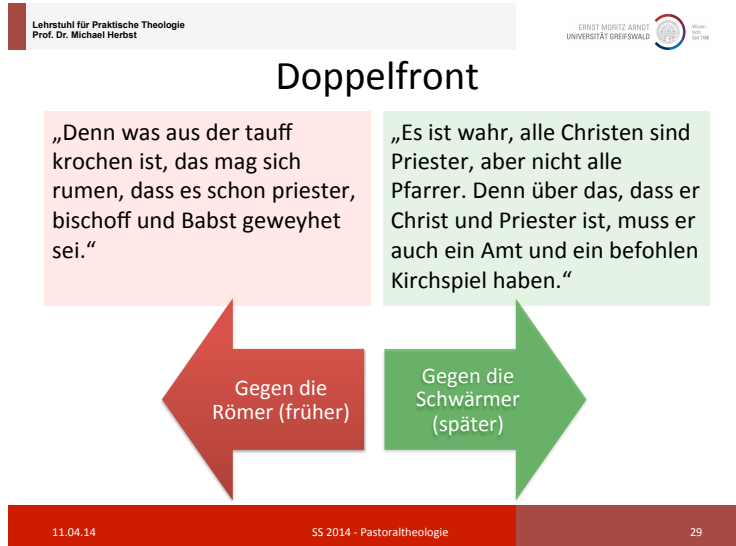 Lehrstuhl für Praktische Theologie
Prof. Dr. Michael Herbst
ERNST MORITZ ARNDT
UNIVERSITÄT GREIFSWALD
Wissen
lockt.
Seit 1456
Doppelfront
„Denn was aus der tauff
krochen ist, das mag sich
rumen, dass es schon priester,
bischoff und Babst geweyhet
sei.“
„Es ist wahr, alle Christen sind
Priester, aber nicht alle
Pfarrer. Denn über das, dass er
Christ und Priester ist, muss er
auch ein Amt und ein befohlen
Kirchspiel haben.“
Gegen die
Römer (früher)
Gegen die
Schwärmer
(später)
11.04.14
SS 2014 - Pastoraltheologie
29